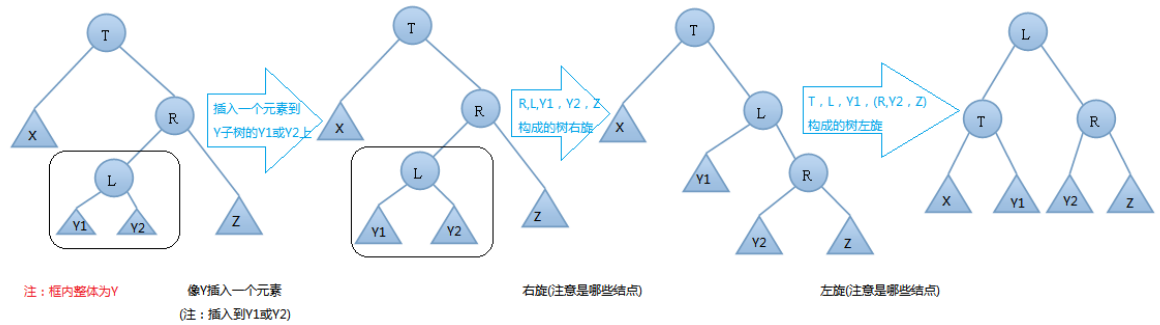 T
R
X
L
Y1
Y2
Z
插入一个元素到
Y子树的Y1或Y2上
T
R
X
L
Y1
Y2
Z
R,L,Y1，Y2，Z
构成的树右旋
T
X
L
Y1
R
Y2
Z
T，L，Y1，(R,Y2，Z)
构成的树左旋
L
T
R
X
Y1
Y2
Z
注：框内整体为Y
像Y插入一个元素
(注：插入到Y1或Y2)
右旋(注意是哪些结点)
左旋(注意是哪些结点)